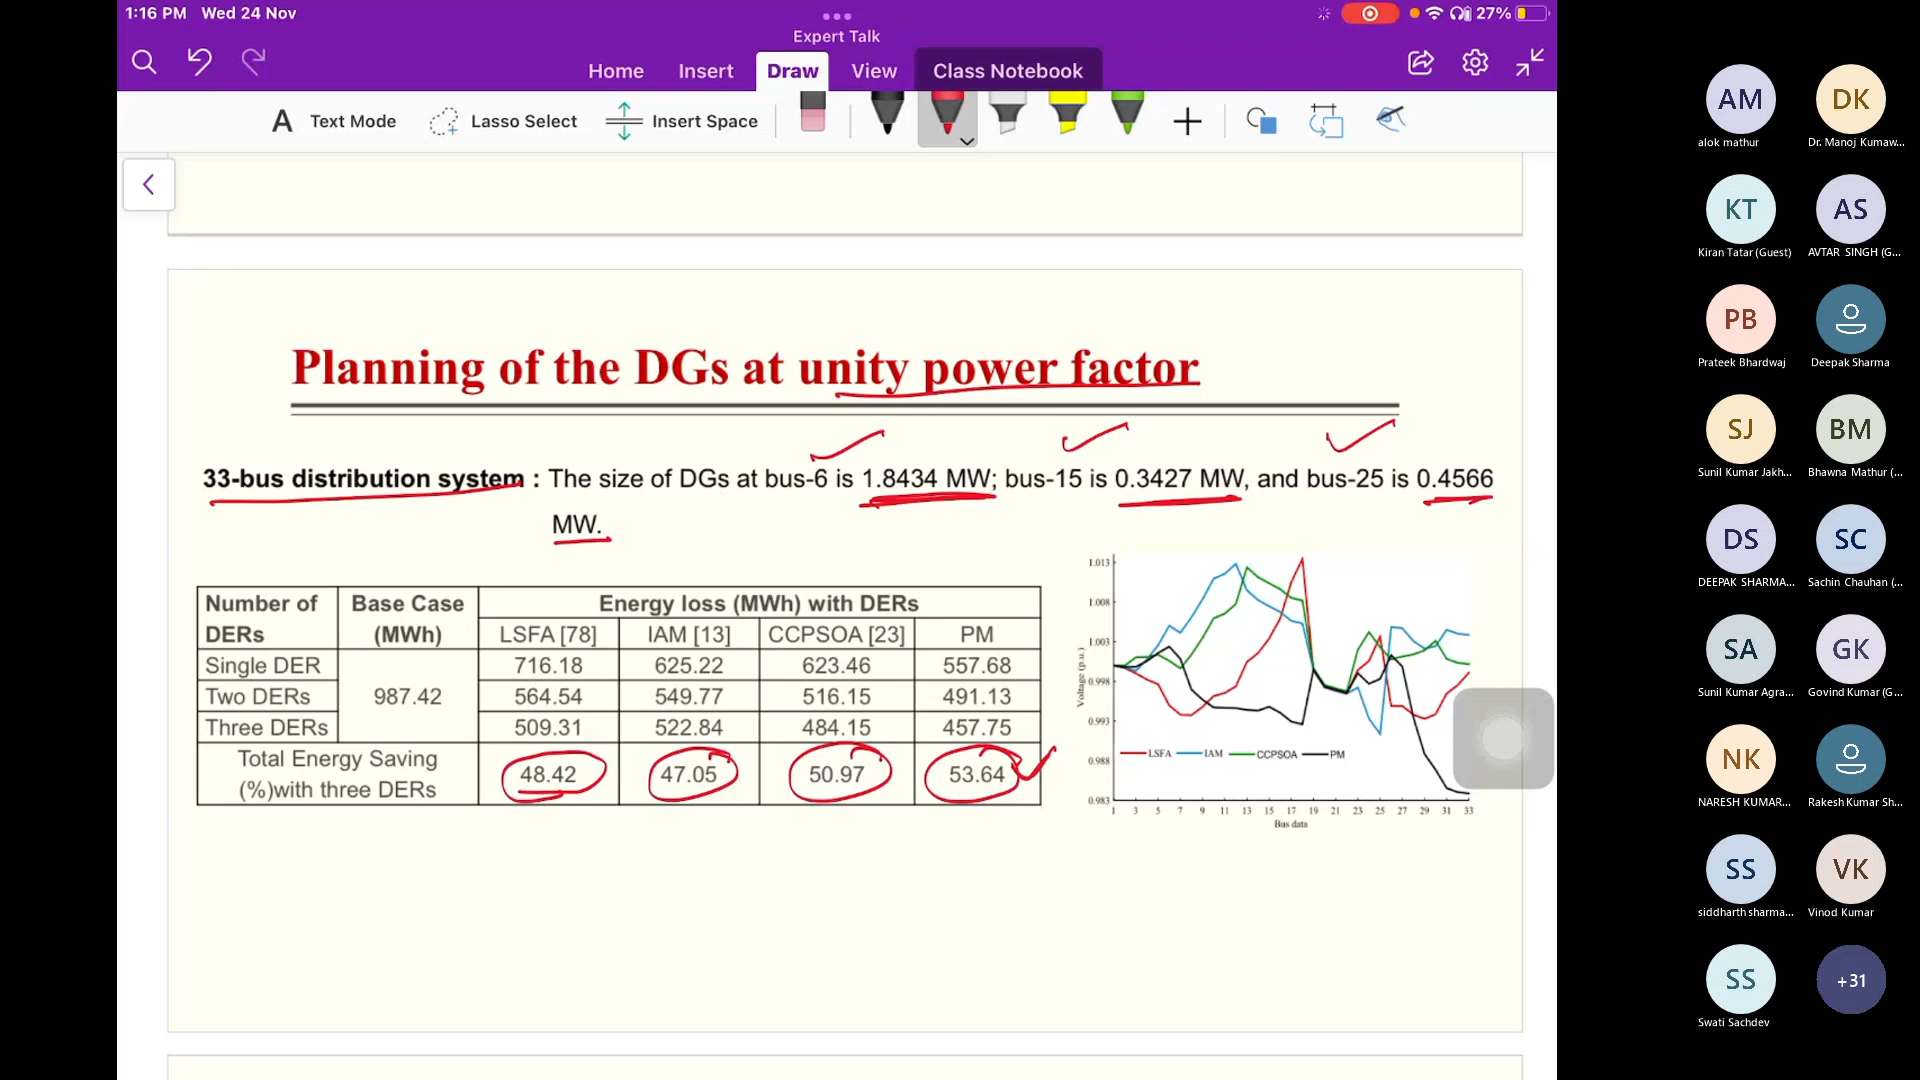 1:16 PM Wed 24 Nov
27%
Expert Talk
Home Insert Draw View Class Notebook
A Text Mode Lasso Select Insert Space
Planning of the DGs at unity power factor
33-bus distribution system : The size of DGs at bus-6 is 1.8434 MW; bus-15 is 0.3427 MW, and bus-25 is 0.4566
MW.
Number of DERs Base Case (MWh) Energy loss (MWh) with DERs
LSFA [78] IAM [13] CCPSOA [23] PM
Single DER 987.42 716.18 625.22 623.46 557.68
Two DERs 564.54 549.77 516.15 491.13
Three DERs 509.31 522.84 484.15 457.75
Total Energy Saving
(%)with three DERs 48.42 47.05 50.97 53.64
Voltage (p.u.)
1.013
1.008
1.003
0.998
0.993
0.988
0.983
LSFA IAM CCPSOA PM
1 3 5 7 9 11 13 15 17 19 21 23 25 27 29 31 33
Bus data
AM DK
alok mathur Dr. Manoj Kumaw...
KT AS
Kiran Tatar (Guest) AVTAR SINGH (G...
PB
Prateek Bhardwaj Deepak Sharma
SJ BM
Sunil Kumar Jakh... Bhawna Mathur (...
DS SC
DEEPAK SHARMA... Sachin Chauhan (...
SA GK
Sunil Kumar Agra... Govind Kumar (G...
NK
NARESH KUMAR... Rakesh Kumar Sh...
SS VK
siddharth sharma... Vinod Kumar
SS +31
Swati Sachdev